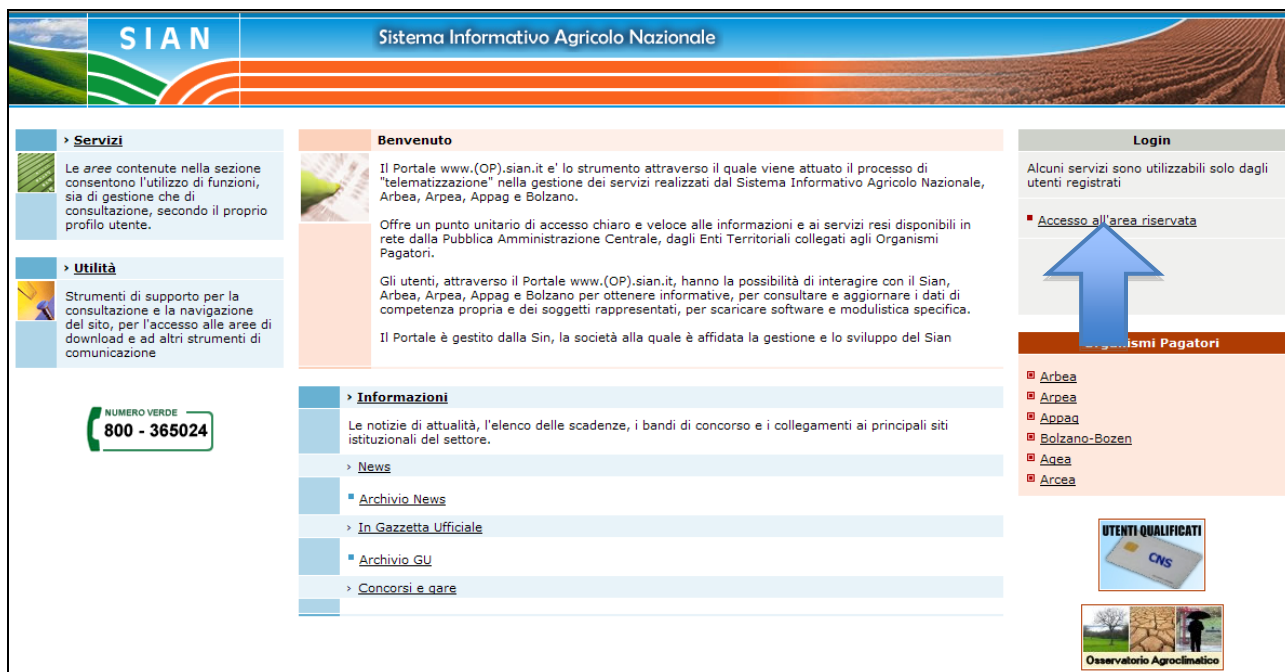 SIAN
Sistema Informativo Agricolo Nazionale
› Servizi
Le aree contenute nella sezione
consentono l'utilizzo di funzioni,
sia di gestione che di
consultazione, secondo il proprio
profilo utente.
› Utilità
Strumenti di supporto per la
consultazione e la navigazione
del sito, per l'accesso alle aree di
download e ad altri strumenti di
comunicazione
NUMERO VERDE
800 - 365024
Benvenuto
Il Portale www.(OP).sian.it e' lo strumento attraverso il quale viene attuato il processo di
"telematizzazione" nella gestione dei servizi realizzati dal Sistema Informativo Agricolo Nazionale,
Arbea, Arpea, Appag e Bolzano.
Offre un punto unitario di accesso chiaro e veloce alle informazioni e ai servizi resi disponibili in
rete dalla Pubblica Amministrazione Centrale, dagli Enti Territoriali collegati agli Organismi
Pagatori.
Gli utenti, attraverso il Portale www.(OP).sian.it, hanno la possibilità di interagire con il Sian,
Arbea, Arpea, Appag e Bolzano per ottenere informative, per consultare e aggiornare i dati di
competenza propria e dei soggetti rappresentati, per scaricare software e modulistica specifica.
Il Portale è gestito dalla Sin, la società alla quale è affidata la gestione e lo sviluppo del Sian
› Informazioni
Le notizie di attualità, l'elenco delle scadenze, i bandi di concorso e i collegamenti ai principali siti
istituzionali del settore.
› News
Archivio News
› In Gazzetta Ufficiale
Archivio GU
› Concorsi e gare
Login
Alcuni servizi sono utilizzabili solo dagli
utenti registrati
Accesso all'area riservata
Organismi Pagatori
Arbea
Arpea
Appag
Bolzano-Bozen
Agea
Arcea
UTENTI QUALIFICATI
CNS
Osservatorio Agroclimatico